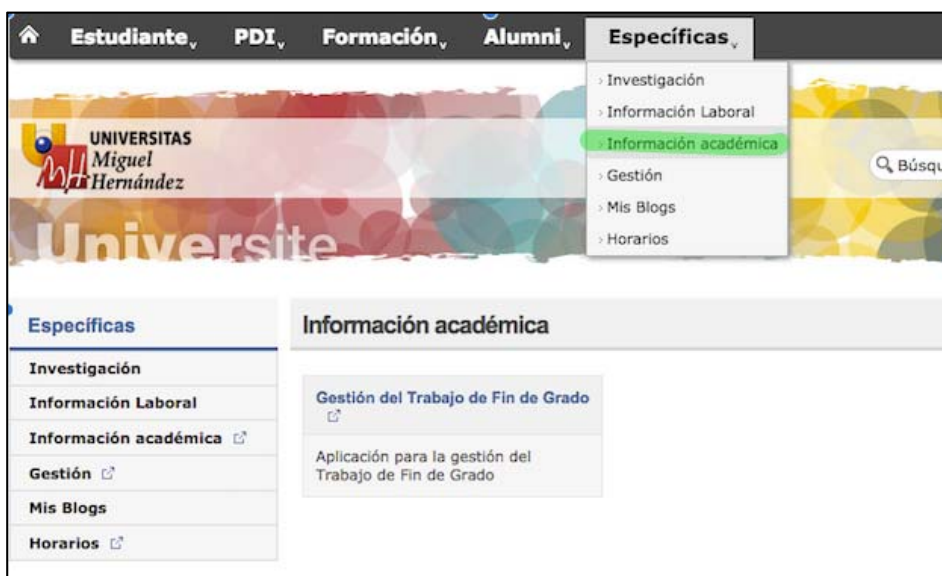 Estudiante
PDI
Formación
Alumni
Específicas
Investigación
Información Laboral
Información académica
Gestión
Mis Blogs
Horarios
UNIVERSITAS
Miguel
Hernández
Universite
Búsqu
Específicas
Investigación
Información Laboral
Información académica
Gestión
Mis Blogs
Horarios
Información académica
Gestión del Trabajo de Fin de Grado
Aplicación para la gestión del
Trabajo de Fin de Grado